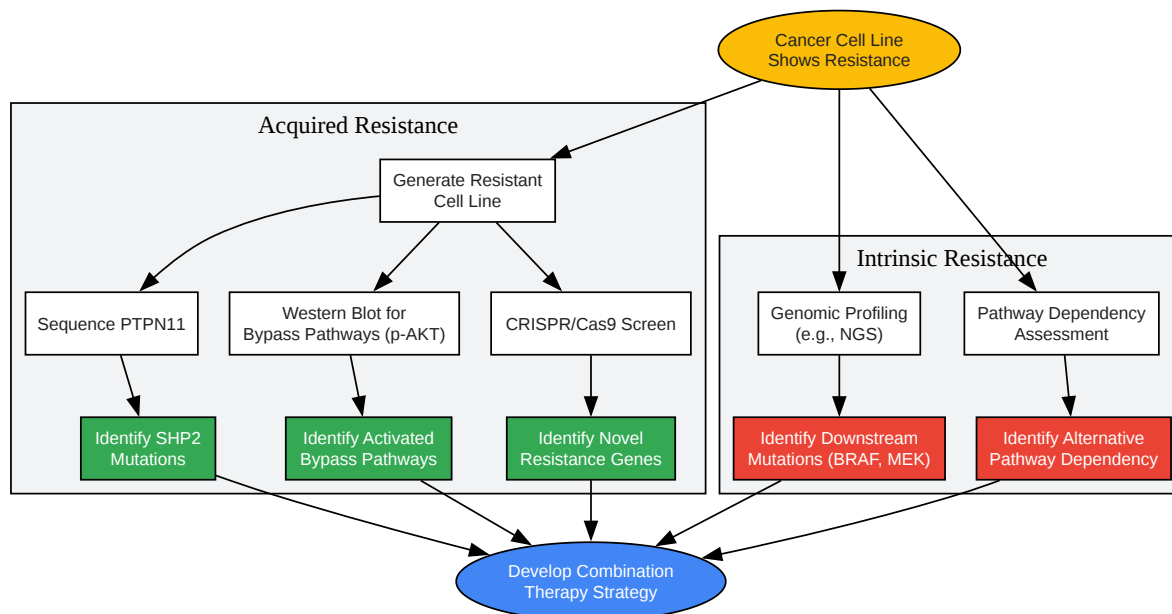 Cancer Cell Line
Shows Resistance
Acquired Resistance
Generate Resistant
Cell Line
Sequence PTPN11
Western Blot for
Bypass Pathways (p-AKT)
CRISPR/Cas9 Screen
Identify SHP2
Mutations
Identify Activated
Bypass Pathways
Identify Novel
Resistance Genes
Intrinsic Resistance
Genomic Profiling
(e.g., NGS)
Pathway Dependency
Assessment
Identify Downstream
Mutations (BRAF, MEK)
Identify Alternative
Pathway Dependency
Develop Combination
Therapy Strategy